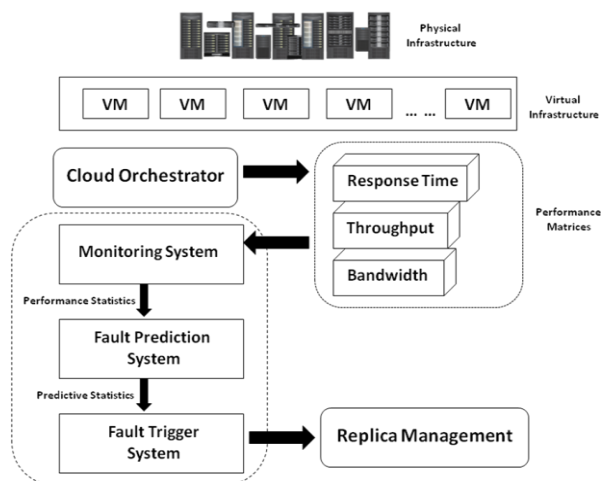 Physical
Infrastructure
VM VM VM VM ... ... VM
Virtual
Infrastructure
Cloud Orchestrator
Response Time
Throughput
Bandwidth
Performance
Matrices
Monitoring System
Performance Statistics
Fault Prediction
System
Predictive Statistics
Fault Trigger
System
Replica Management